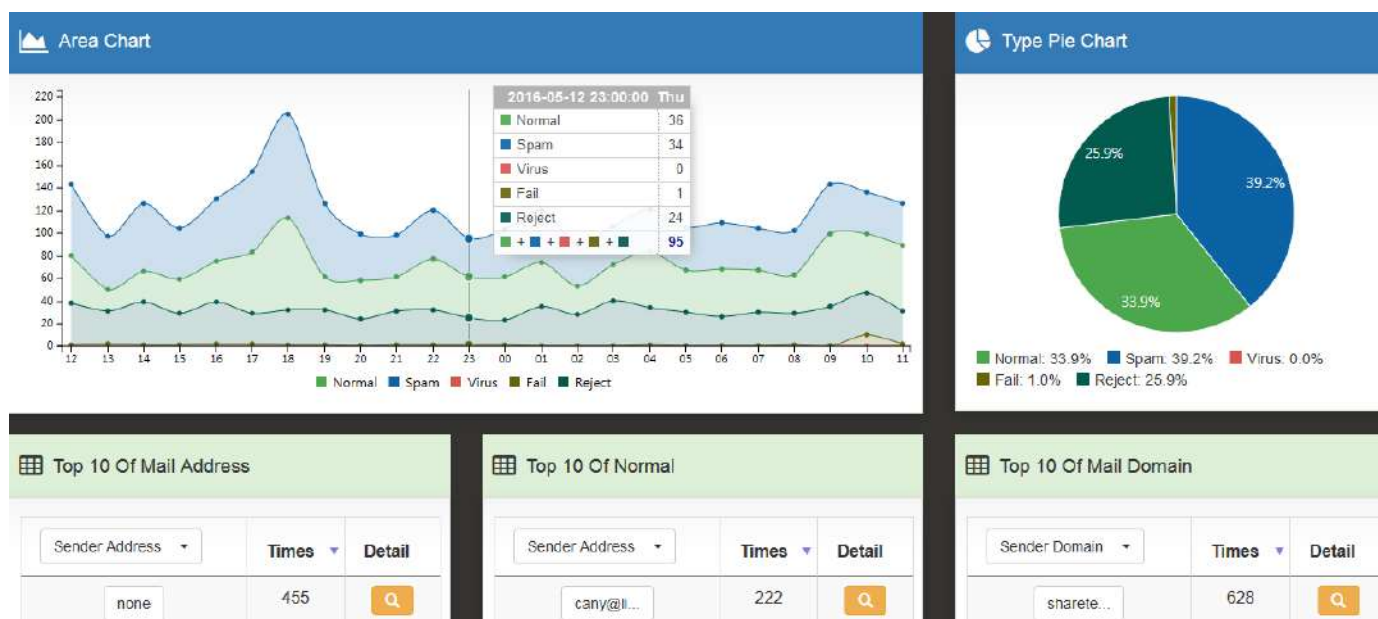 Area Chart
220
200
180
160
140
120
100
80
60
40
20
0
2016-05-12 23:00:00 Thu
Normal 36
Spam 34
Virus 0
Fail 1
Reject 24
+ + + + 95
12 13 14 15 16 17 18 19 20 21 22 23 00 01 02 03 04 05 06 07 08 09 10 11
Normal Spam Virus Fail Reject
Type Pie Chart
25.9%
39.2%
33.9%
Normal: 33.9% Spam: 39.2% Virus: 0.0%
Fail: 1.0% Reject: 25.9%
Top 10 Of Mail Address
Sender Address Times Detail
none 455
Top 10 Of Normal
Sender Address Times Detail
cany@li... 222
Top 10 Of Mail Domain
Sender Domain Times Detail
sharete... 628